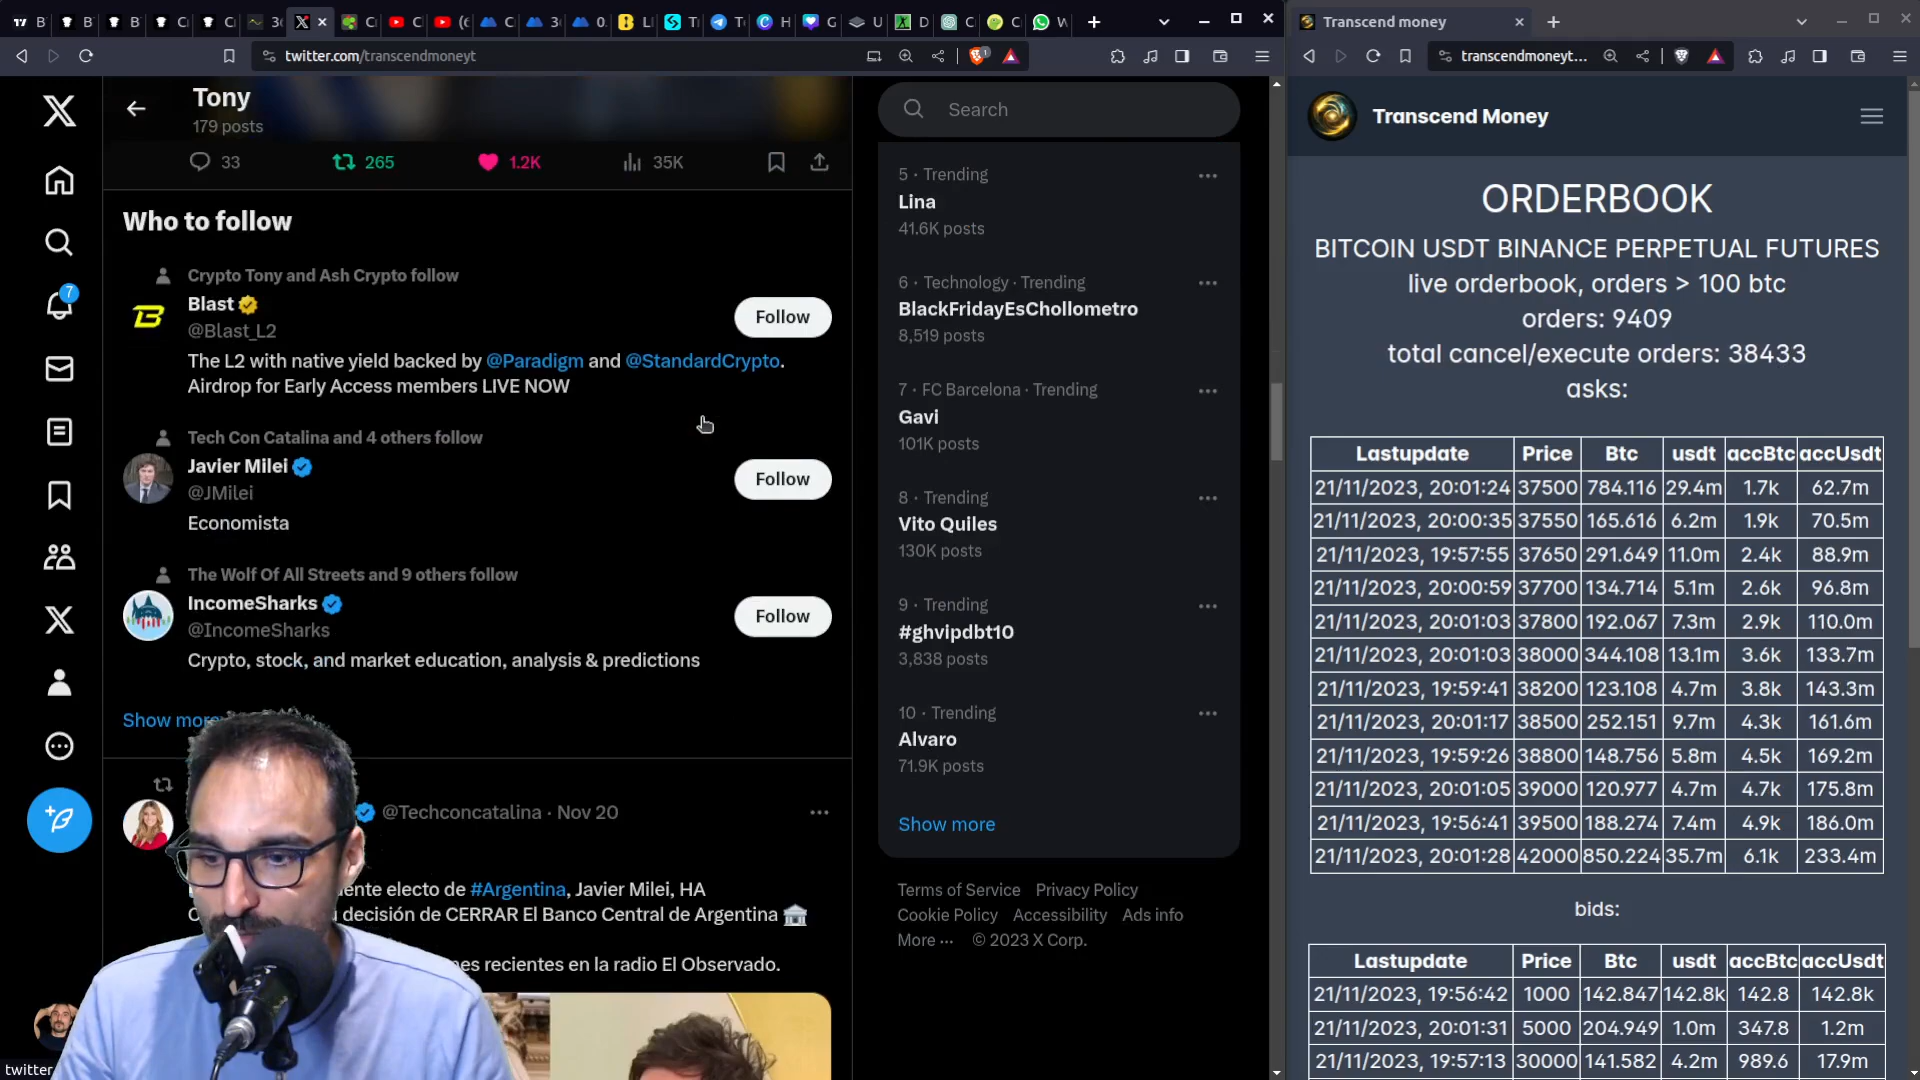 twitter.com/transcendmoneyt
Tony
179 posts
33
265
1.2K
35K
Who to follow
Crypto Tony and Ash Crypto follow
Blast
@Blast_L2
Follow
The L2 with native yield backed by @Paradigm and @StandardCrypto.
Airdrop for Early Access members LIVE NOW
Tech Con Catalina and 4 others follow
Javier Milei
@JMilei
Follow
Economista
The Wolf Of All Streets and 9 others follow
IncomeSharks
@IncomeSharks
Follow
Crypto, stock, and market education, analysis & predictions
Show more
@Techconcatalina · Nov 20
electo de #Argentina, Javier Milei, HA
decisión de CERRAR El Banco Central de Argentina
recientes en la radio El Observado.
7
twitter
Search
5 · Trending
Lina
41.6K posts
6 · Technology · Trending
BlackFridayEsChollometro
8,519 posts
7 · FC Barcelona · Trending
Gavi
101K posts
8 · Trending
Vito Quiles
130K posts
9 · Trending
#ghvipdbt10
3,838 posts
10 · Trending
Alvaro
71.9K posts
Show more
Terms of Service Privacy Policy
Cookie Policy Accessibility Ads info
More ··· © 2023 X Corp.
Transcend money
transcendmoneyt...
Transcend Money
ORDERBOOK
BITCOIN USDT BINANCE PERPETUAL FUTURES
live orderbook, orders > 100 btc
orders: 9409
total cancel/execute orders: 38433
asks:
Lastupdate Price Btc usdt accBtc accUsdt
21/11/2023, 20:01:24 37500 784.116 29.4m 1.7k 62.7m
21/11/2023, 20:00:35 37550 165.616 6.2m 1.9k 70.5m
21/11/2023, 19:57:55 37650 291.649 11.0m 2.4k 88.9m
21/11/2023, 20:00:59 37700 134.714 5.1m 2.6k 96.8m
21/11/2023, 20:01:03 37800 192.067 7.3m 2.9k 110.0m
21/11/2023, 20:01:03 38000 344.108 13.1m 3.6k 133.7m
21/11/2023, 19:59:41 38200 123.108 4.7m 3.8k 143.3m
21/11/2023, 20:01:17 38500 252.151 9.7m 4.3k 161.6m
21/11/2023, 19:59:26 38800 148.756 5.8m 4.5k 169.2m
21/11/2023, 20:01:05 39000 120.977 4.7m 4.7k 175.8m
21/11/2023, 19:56:41 39500 188.274 7.4m 4.9k 186.0m
21/11/2023, 20:01:28 42000 850.224 35.7m 6.1k 233.4m
bids:
Lastupdate Price Btc usdt accBtc accUsdt
21/11/2023, 19:56:42 1000 142.847 142.8k 142.8 142.8k
21/11/2023, 20:01:31 5000 204.949 1.0m 347.8 1.2m
21/11/2023, 19:57:13 30000 141.582 4.2m 989.6 17.9m